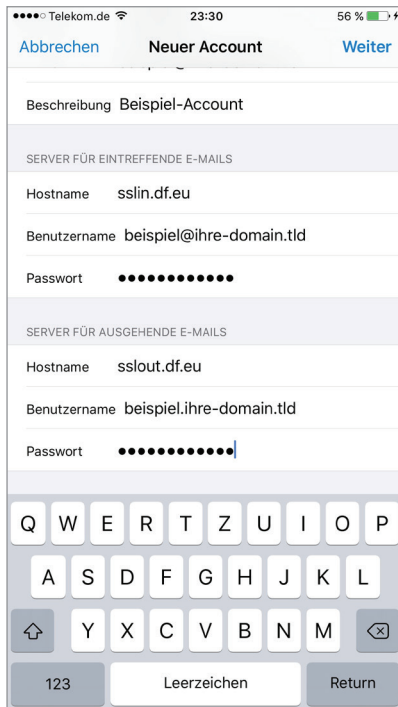 Telekom.de 23:30 56 %
Abbrechen Neuer Account Weiter
Beschreibung Beispiel-Account
SERVER FÜR EINTREFFENDE E-MAILS
Hostname sslin.df.eu
Benutzername beispiel@ihre-domain.tld
Passwort ●●●●●●●●●●●●
SERVER FÜR AUSGEHENDE E-MAILS
Hostname sslout.df.eu
Benutzername beispiel.ihre-domain.tld
Passwort ●●●●●●●●●●●●
Q W E R T Z U I O P
A S D F G H J K L
Y X C V B N M
123 Leerzeichen Return